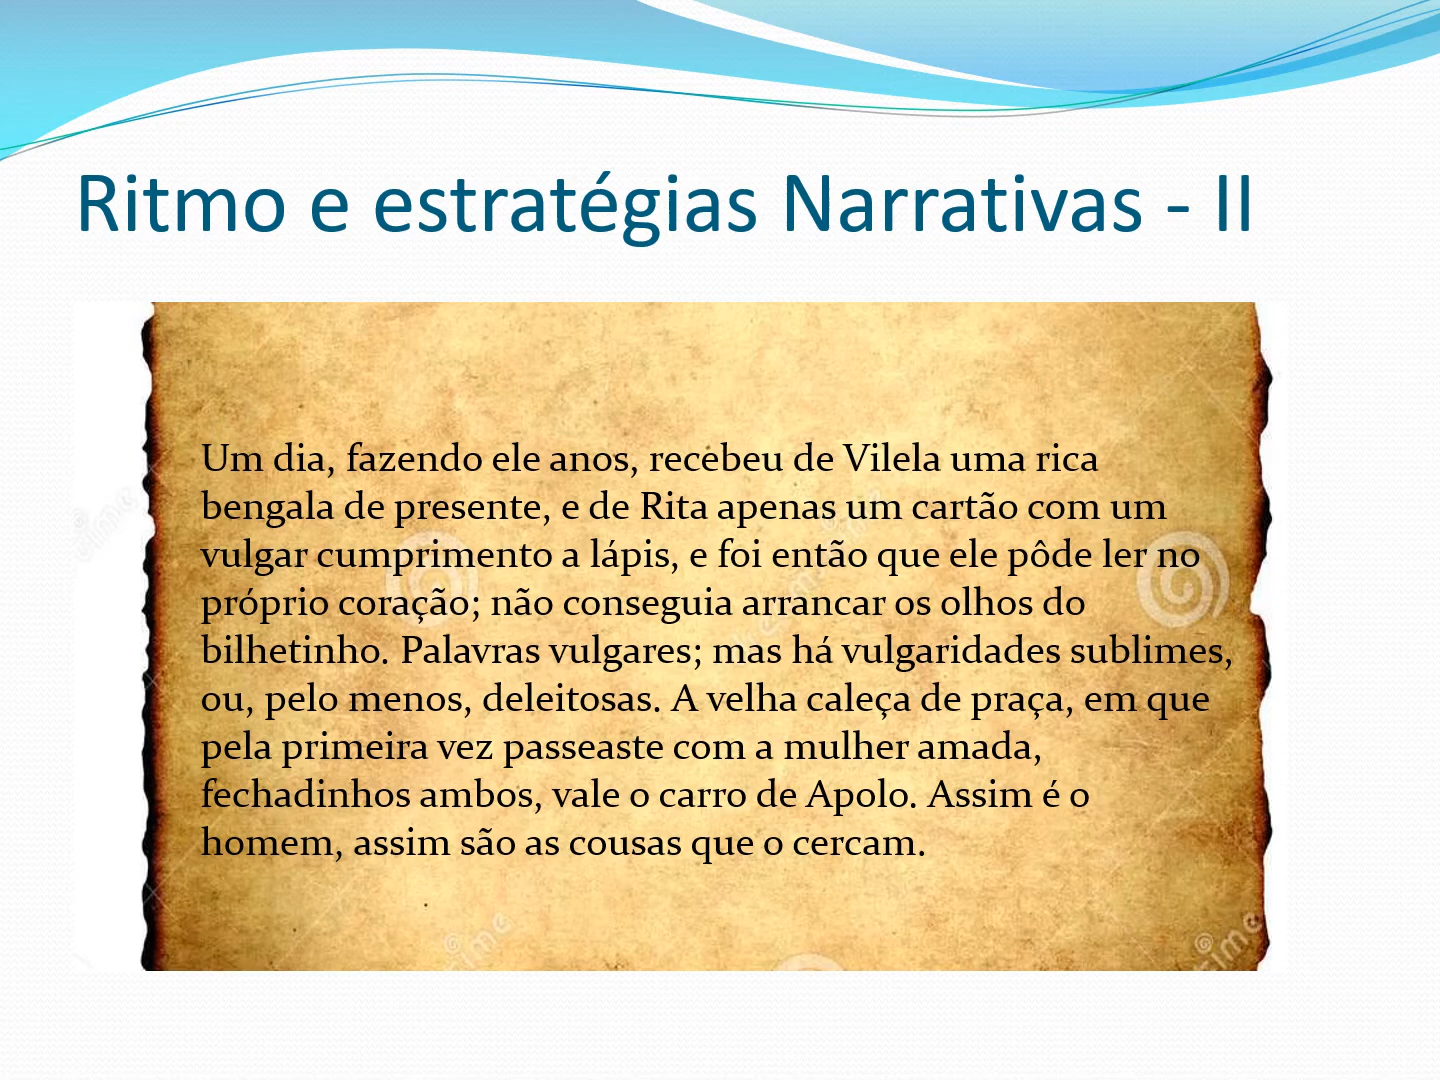 Ritmo e estratégias Narrativas - II
Um dia, fazendo ele anos, recebeu de Vilela uma rica
bengala de presente, e de Rita apenas um cartão com um
vulgar cumprimento a lápis, e foi então que ele pôde ler no
próprio coração; não conseguia arrancar os olhos do
bilhetinho. Palavras vulgares; mas há vulgaridades sublimes,
ou, pelo menos, deleitosas. A velha caleça de praça, em que
pela primeira vez passeaste com a mulher amada,
fechadinhos ambos, vale o carro de Apolo. Assim é o
homem, assim são as cousas que o cercam.